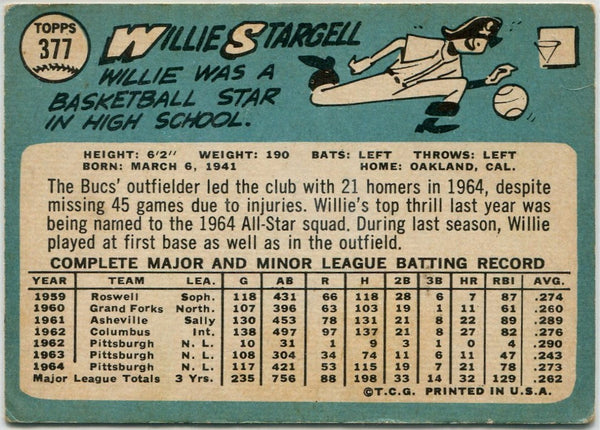 TOPPS
377
WILLIE STARGELL
WILLIE WAS A
BASKETBALL STAR
IN HIGH SCHOOL.
HEIGHT: 6'2" WEIGHT: 190 BATS: LEFT THROWS: LEFT
BORN: MARCH 6, 1941 HOME: OAKLAND, CAL.
The Bucs' outfielder led the club with 21 homers in 1964, despite
missing 45 games due to injuries. Willie's top thrill last year was
being named to the 1964 All-Star squad. During last season, Willie
played at first base as well as in the outfield.
COMPLETE MAJOR AND MINOR LEAGUE BATTING RECORD
YEAR TEAM LEA. G AB R H 2B 3B HR RBI AVG.
1959 Roswell Soph. 118 431 66 118 28 6 7 87 .274
1960 Grand Forks North. 107 396 63 103 19 1 11 61 .260
1961 Asheville Sally 130 453 78 131 21 8 22 89 .289
1962 Columbus Int. 138 497 97 137 21 8 27 82 .276
1962 Pittsburgh N. L. 10 31 1 9 3 1 0 4 .290
1963 Pittsburgh N. L. 108 304 34 74 11 6 11 47 .243
1964 Pittsburgh N. L. 117 421 53 115 19 7 21 78 .273
Major League Totals 3 Yrs. 235 756 88 198 33 14 32 129 .262
©T.C.G. PRINTED IN U.S.A.